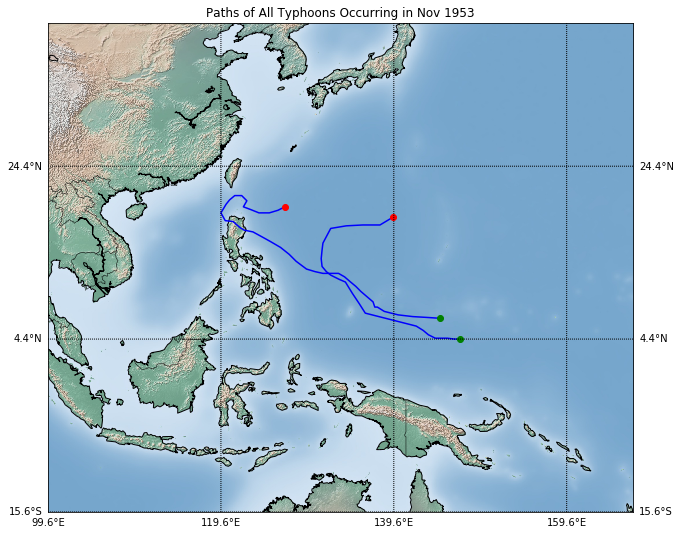 Paths of All Typhoons Occurring in Nov 1953
24.4°N 24.4°N
4.4°N 4.4°N
15.6°S 15.6°S
99.6°E 119.6°E 139.6°E 159.6°E